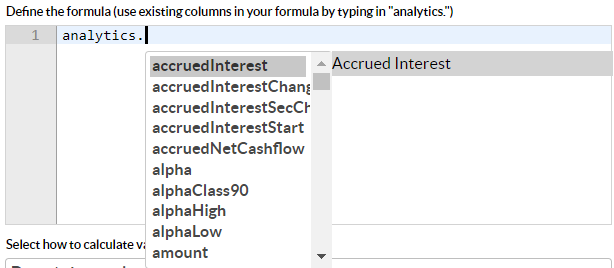 Define the formula (use existing columns in your formula by typing in "analytics.")
1 analytics.
accruedInterest Accrued Interest
accruedInterestChang
accruedInterestSecCh
accruedInterestStart
accruedNetCashflow
alpha
alphaClass90
alphaHigh
alphaLow
Select how to calculate va
amount